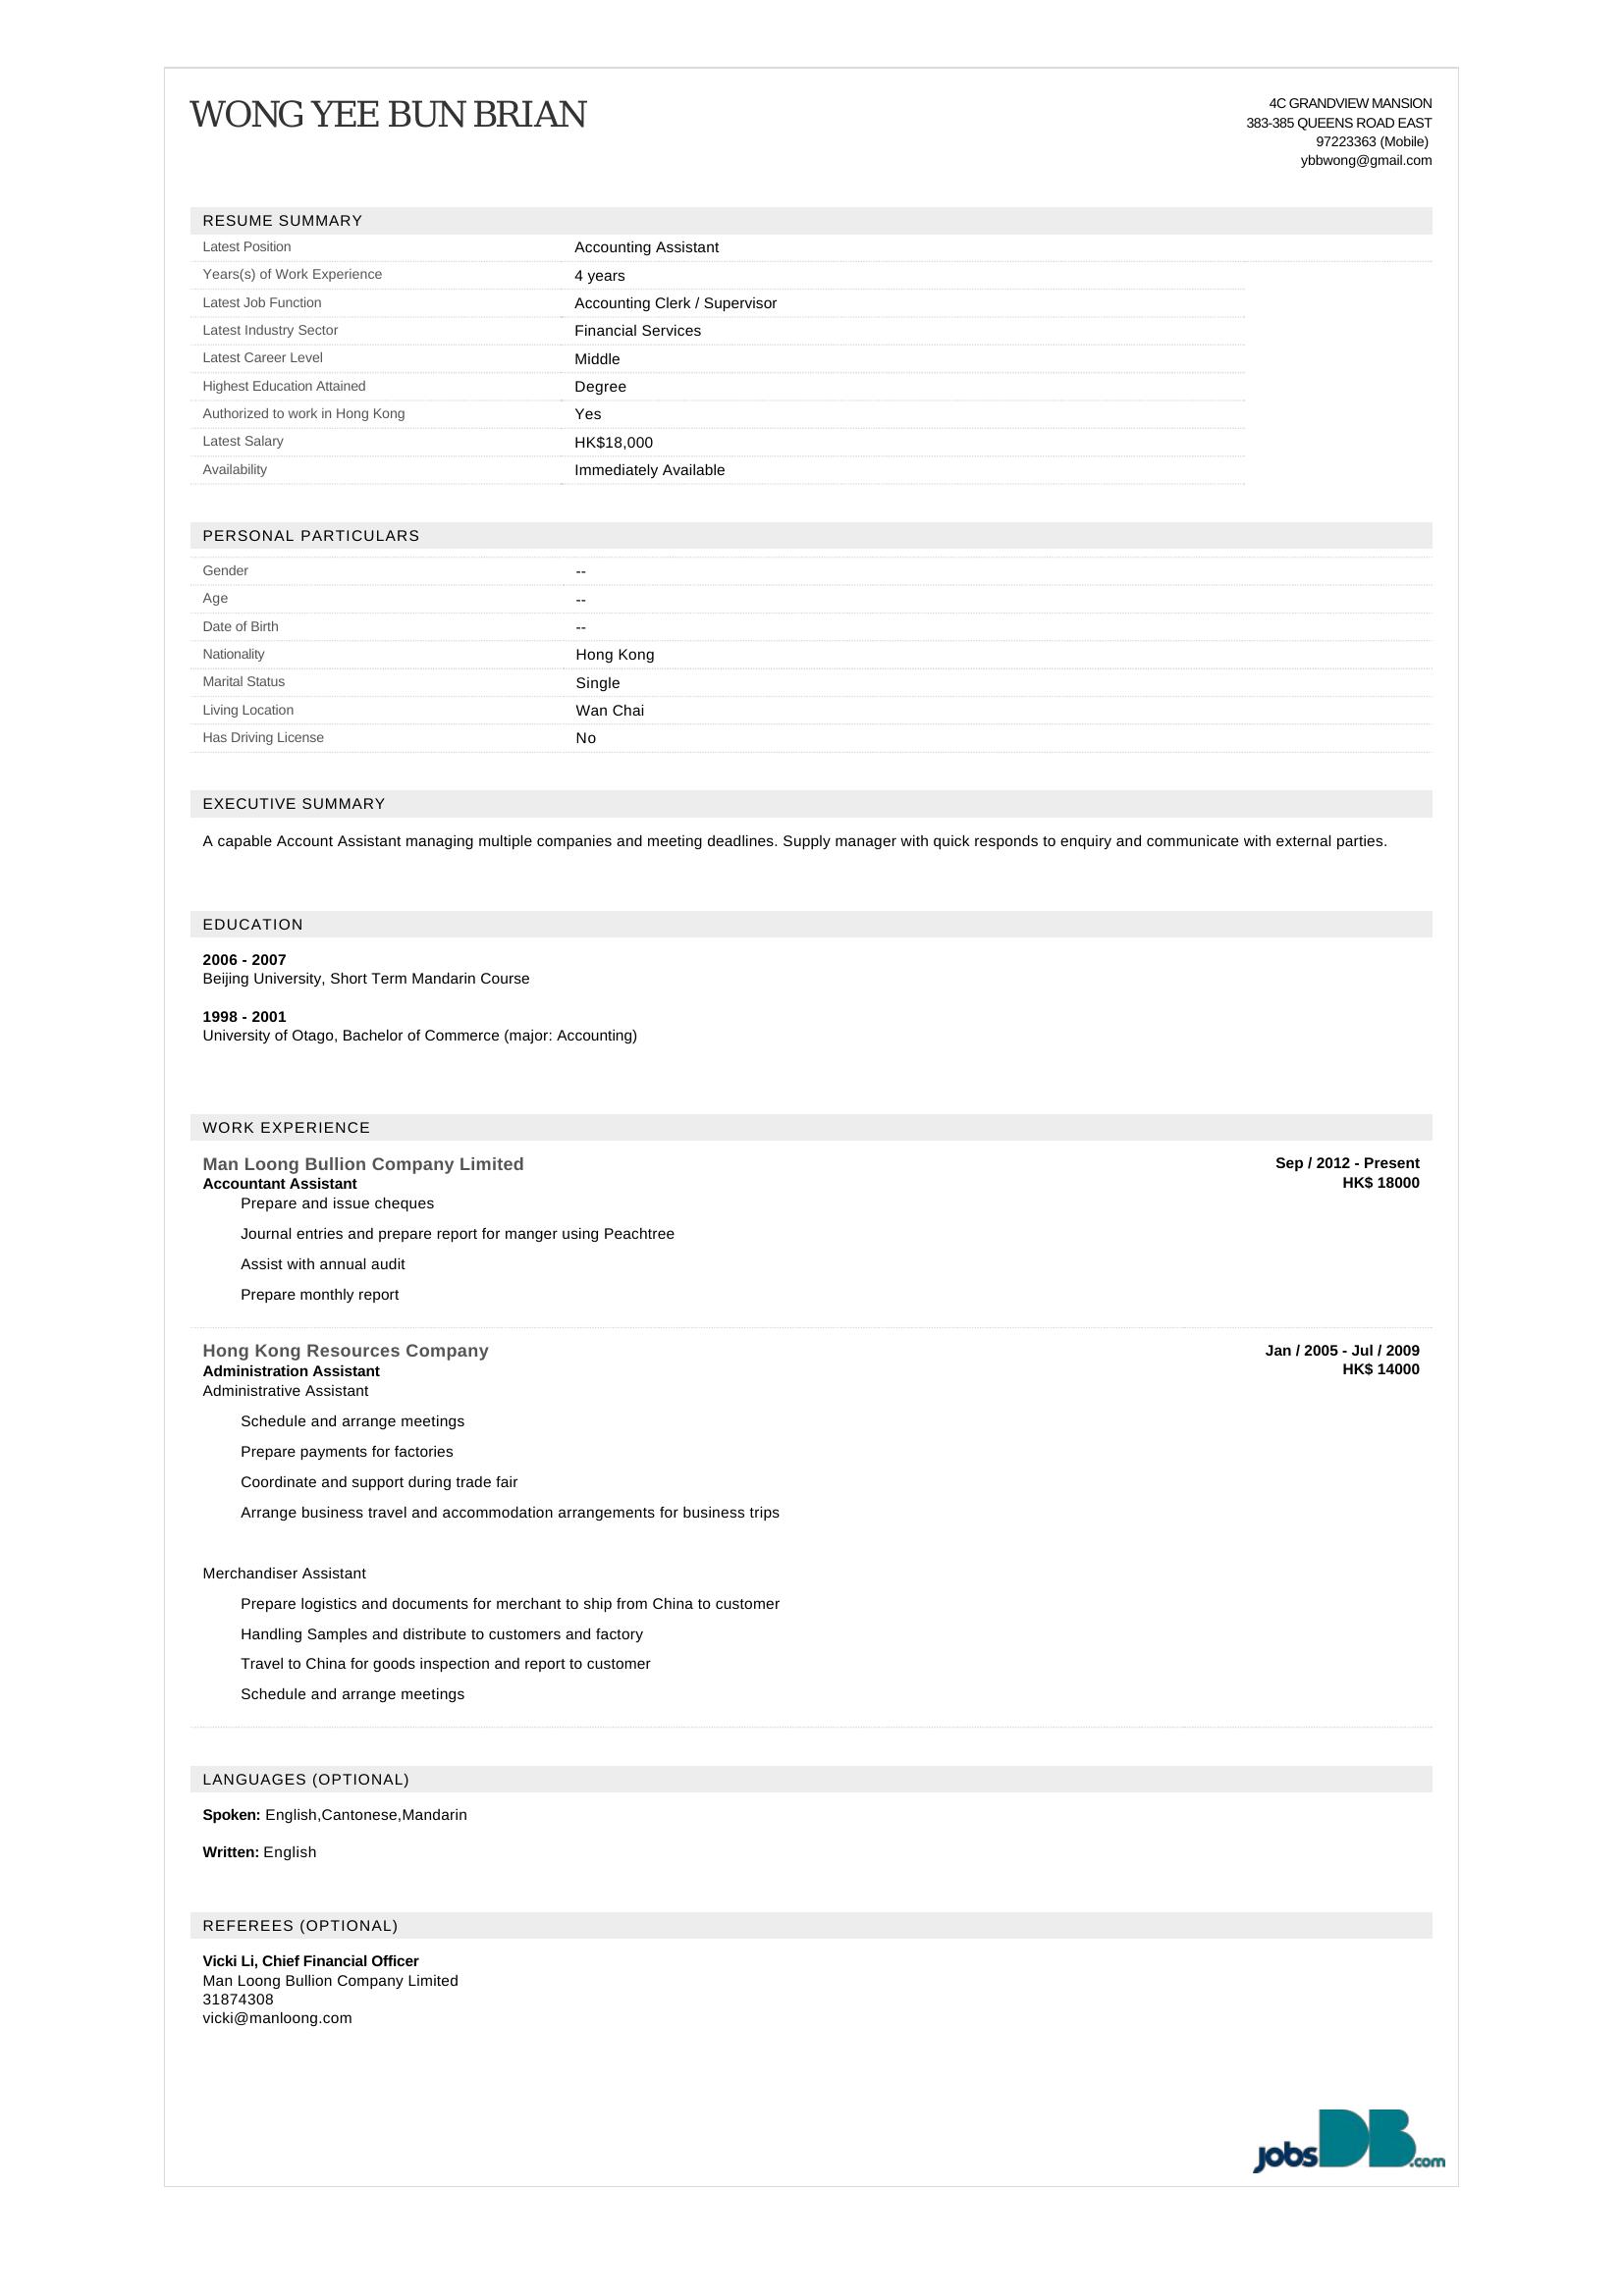 WONG YEE BUN BRIAN
4C GRANDVIEW MANSION
383-385 QUEENS ROAD EAST
97223363 (Mobile)
ybbwong@gmail.com
RESUME SUMMARY
Latest Position Accounting Assistant
Years(s) of Work Experience 4 years
Latest Job Function Accounting Clerk / Supervisor
Latest Industry Sector Financial Services
Latest Career Level Middle
Highest Education Attained Degree
Authorized to work in Hong Kong Yes
Latest Salary HK$18,000
Availability Immediately Available
PERSONAL PARTICULARS
Gender --
Age --
Date of Birth --
Nationality Hong Kong
Marital Status Single
Living Location Wan Chai
Has Driving License No
EXECUTIVE SUMMARY
A capable Account Assistant managing multiple companies and meeting deadlines. Supply manager with quick responds to enquiry and communicate with external parties.
EDUCATION
2006 - 2007
Beijing University, Short Term Mandarin Course
1998 - 2001
University of Otago, Bachelor of Commerce (major: Accounting)
WORK EXPERIENCE
Man Loong Bullion Company Limited Sep / 2012 - Present
Accountant Assistant HK$ 18000
Prepare and issue cheques
Journal entries and prepare report for manger using Peachtree
Assist with annual audit
Prepare monthly report
Hong Kong Resources Company Jan / 2005 - Jul / 2009
Administration Assistant HK$ 14000
Administrative Assistant
Schedule and arrange meetings
Prepare payments for factories
Coordinate and support during trade fair
Arrange business travel and accommodation arrangements for business trips
Merchandiser Assistant
Prepare logistics and documents for merchant to ship from China to customer
Handling Samples and distribute to customers and factory
Travel to China for goods inspection and report to customer
Schedule and arrange meetings
LANGUAGES (OPTIONAL)
Spoken: English,Cantonese,Mandarin
Written: English
REFEREES (OPTIONAL)
Vicki Li, Chief Financial Officer
Man Loong Bullion Company Limited
31874308
vicki@manloong.com
jobsDB.com